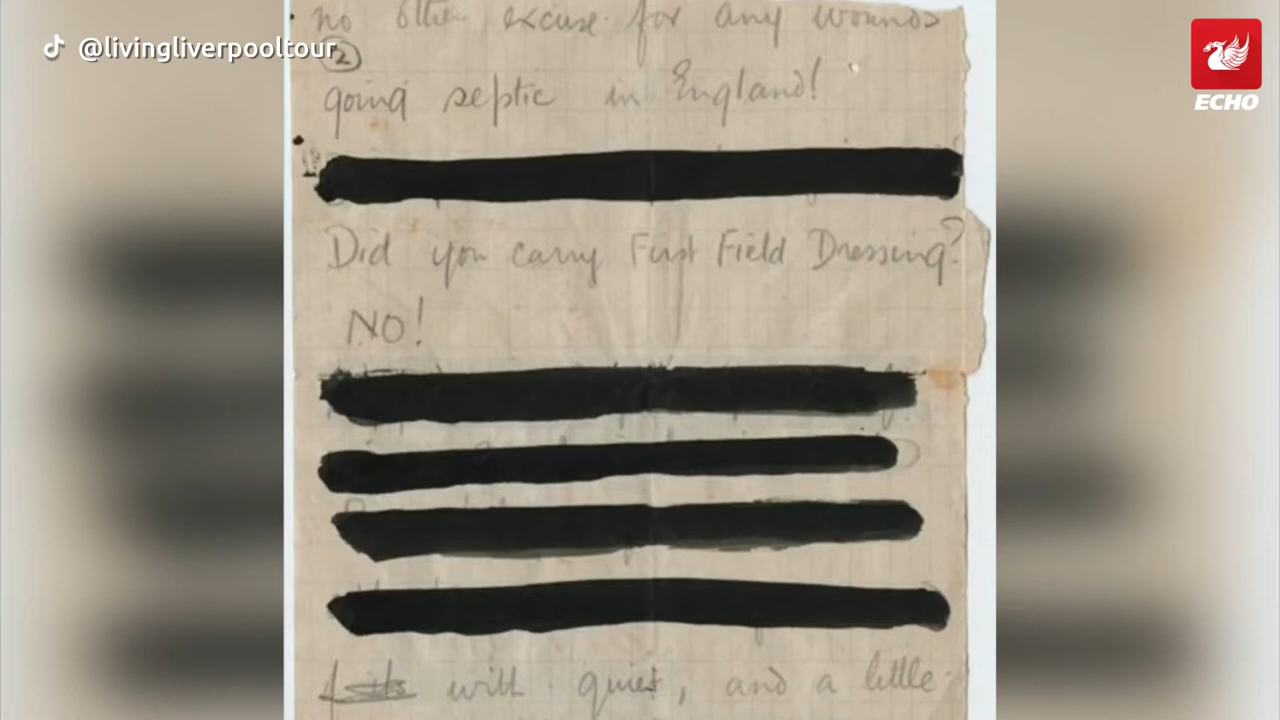 @livingliverpooltour
ECHO
no other excuse for any wounds
2
going septic in England!
Did you carry First Field Dressing?
NO!
with quiet, and a little